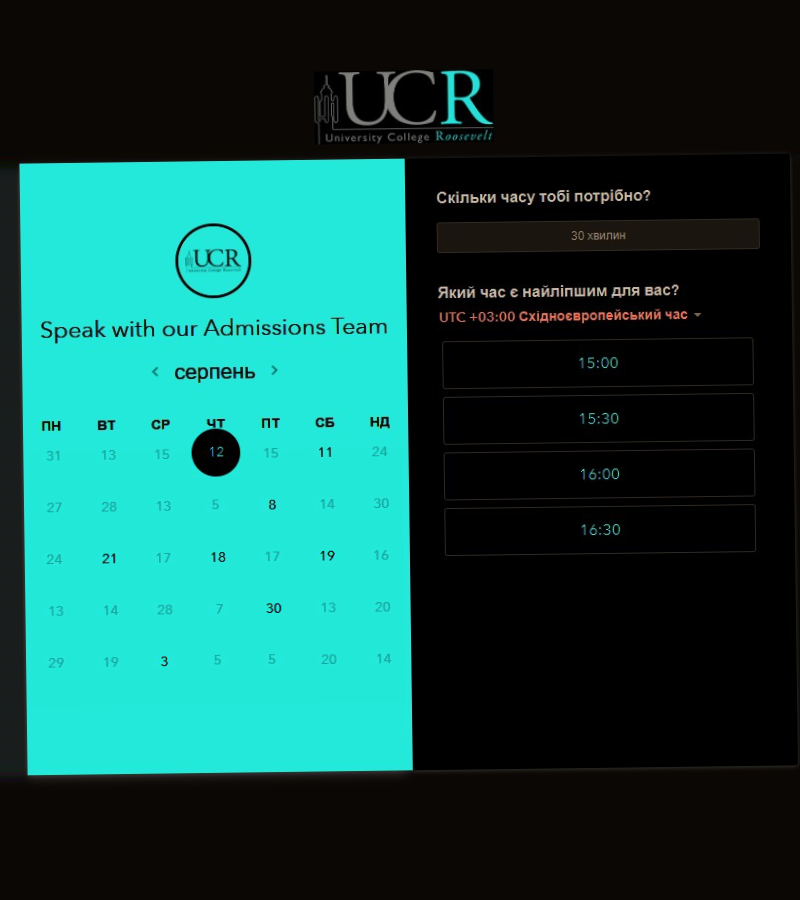 UCR
University College Roosevelt
UCR
Speak with our Admissions Team
серпень
ПН ВТ СР ЧТ ПТ СБ НД
31 13 15 12 15 11 24
27 28 13 5 8 14 30
24 21 17 18 17 19 16
13 14 28 7 30 13 20
29 19 3 5 5 20 14
Скільки часу тобі потрібно?
30 хвилин
Який час є найліпшим для вас?
UTC +03:00 Східноєвропейський час
15:00
15:30
16:00
16:30